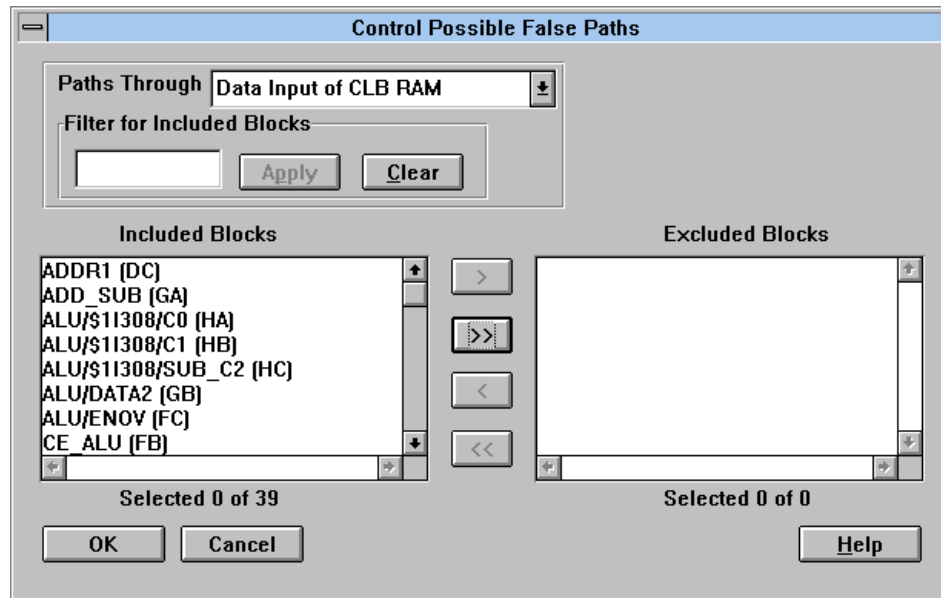 Control Possible False Paths
Paths Through Data Input of CLB RAM
Filter for Included Blocks
Apply Clear
Included Blocks Excluded Blocks
ADDR1 (DC)
ADD_SUB (GA)
ALU/$1I308/C0 (HA)
ALU/$1I308/C1 (HB)
ALU/$1I308/SUB_C2 (HC)
ALU/DATA2 (GB)
ALU/ENOV (FC)
CE_ALU (FB)
>
>>
<
<<
Selected 0 of 39 Selected 0 of 0
OK Cancel Help